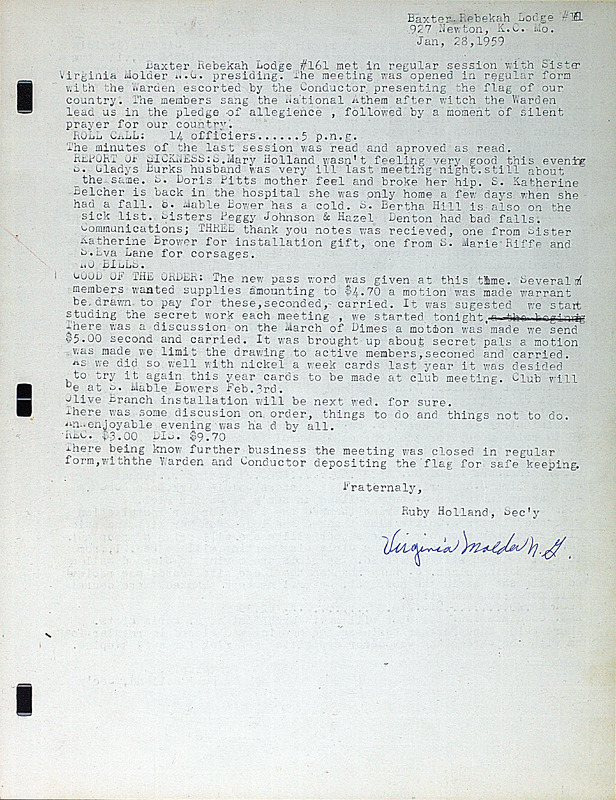 Baxter Rebekah Lodge #161
927 Newton, K.C. Mo.
Jan, 28,1959
Baxter Rebekah Lodge #161 met in regular session with Sister
Virginia Molder N.G. presiding. The meeting was opened in regular form
with the Warden escorted by the Conductor presenting the flag of our
country. The members sang the National Athem after witch the Warden
lead us in the pledge of allegience , followed by a moment of silent
prayer for our country.
ROLL CALL: 14 officiers......5 p.n.g.
The minutes of the last session was read and aproved as read.
REPORT OF SICKNESS:S.Mary Holland wasn't feeling very good this evening
S. Gladys Burks husband was very ill last meeting night.still about
the same. S. Doris Pitts mother feel and broke her hip. S. Katherine
Belcher is back in the hospital she was only home a few days when she
had a fall. S. Mable Bower has a cold. S. Bertha Hill is also on the
sick list. Sisters Peggy Johnson & Hazel Denton had bad falls.
Communications; THREE thank you notes was recieved, one from Sister
Katherine Brower for installation gift, one from S. Marie Riffe and
S.Eva Lane for corsages.
NO BILLS.
GOOD OF THE ORDER: The new pass word was given at this time. Several
members wanted supplies amounting to $4.70 a motion was made warrant
be drawn to pay for these,seconded, carried. It was sugested we start
studing the secret work each meeting , we started tonight.
There was a discussion on the March of Dimes a motion was made we send
$5.00 second and carried. It was brought up about secret pals a motion
was made we limit the drawing to active members,seconed and carried.
As we did so well with nickel a week cards last year it was desided
to try it again this year cards to be made at club meeting. Club will
be at S. Mable Bowers Feb.3rd.
Olive Branch installation will be next wed. for sure.
There was some discusion on order, things to do and things not to do.
An enjoyable evening was ha d by all.
REC. $3.00 DIS. $9.70
There being know further business the meeting was closed in regular
form,withthe Warden and Conductor depositing the flag for safe keeping.
Fraternaly,
Ruby Holland, Sec'y
Virginia Molder N.G.